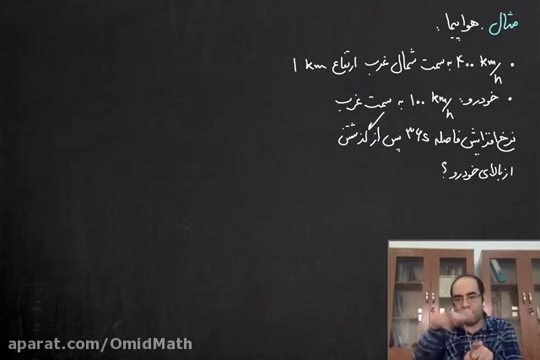 مثال. هواپیما:
۴۰۰ km/h به سمت شمال غرب ارتفاع ۱ km
خودرو: ۱۰۰ km/h به سمت غرب
نرخ افزایش فاصله ۳۶s پس از گذشتن
از بالای خودرو؟
aparat.com/OmidMath